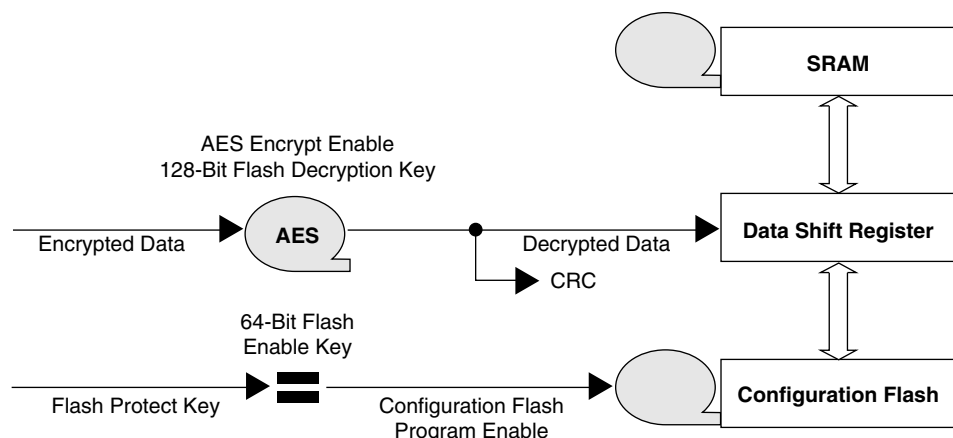 SRAM
AES Encrypt Enable
128-Bit Flash Decryption Key
AES
Encrypted Data
Decrypted Data
Data Shift Register
CRC
64-Bit Flash
Enable Key
Flash Protect Key
Configuration Flash
Program Enable
Configuration Flash